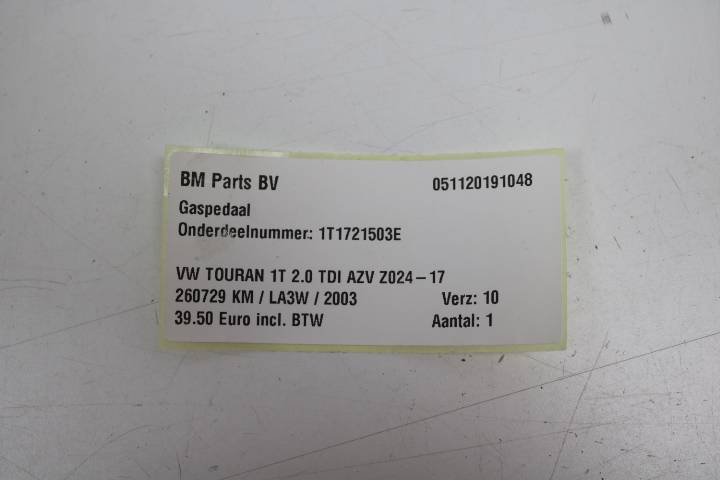 BM Parts BV 051120191048
Gaspedaal
Onderdeelnummer: 1T1721503E
VW TOURAN 1T 2.0 TDI AZV Z024-17
260729 KM / LA3W / 2003 Verz: 10
39.50 Euro incl. BTW Aantal: 1